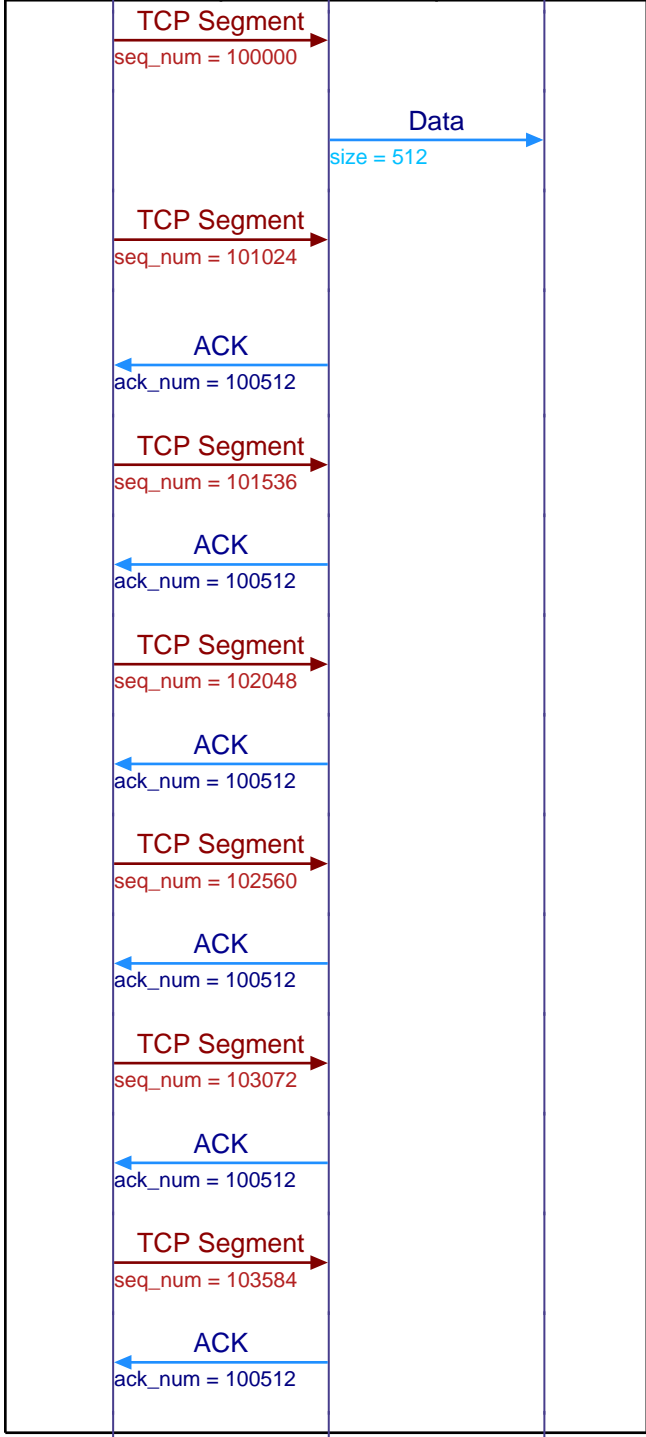 TCP Segment
seq_num = 100000
Data
size = 512
TCP Segment
seq_num = 101024
ACK
ack_num = 100512
TCP Segment
seq_num = 101536
ACK
ack_num = 100512
TCP Segment
seq_num = 102048
ACK
ack_num = 100512
TCP Segment
seq_num = 102560
ACK
ack_num = 100512
TCP Segment
seq_num = 103072
ACK
ack_num = 100512
TCP Segment
seq_num = 103584
ACK
ack_num = 100512